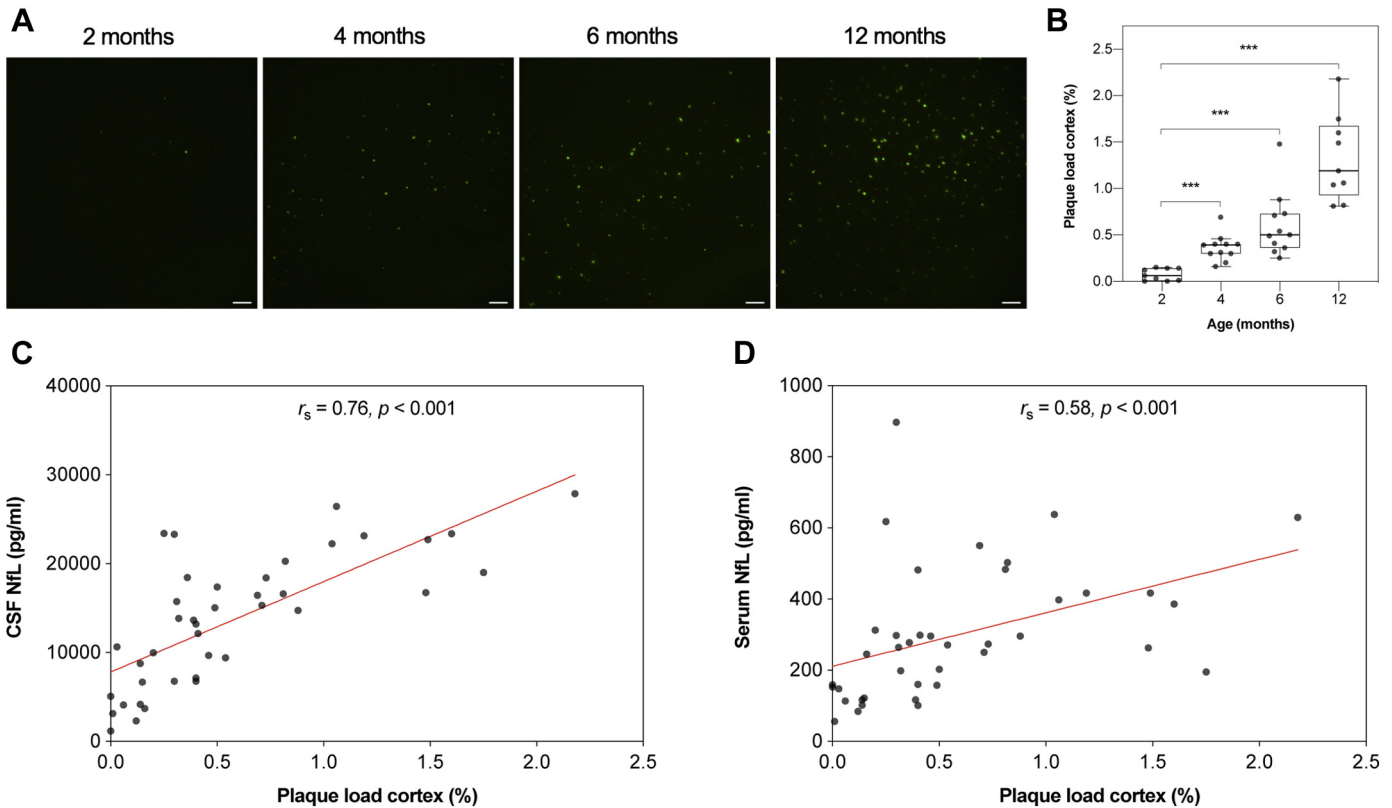 A
2 months
4 months
6 months
12 months
B
Plaque load cortex (%)
2.5
2.0
1.5
1.0
0.5
0.0
***
***
***
2
4
6
12
Age (months)
C
CSF NfL (pg/ml)
40000
30000
20000
10000
0
r_s = 0.76, p < 0.001
0.0
0.5
1.0
1.5
2.0
2.5
Plaque load cortex (%)
D
Serum NfL (pg/ml)
1000
800
600
400
200
0
r_s = 0.58, p < 0.001
0.0
0.5
1.0
1.5
2.0
2.5
Plaque load cortex (%)